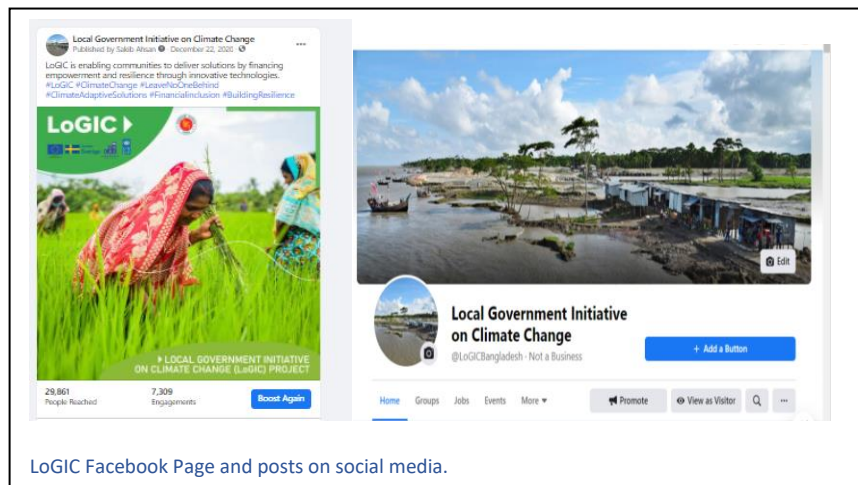 Local Government Initiative on Climate Change
Published by Sakib Ahsan · December 22, 2020 ·
LoGIC is enabling communities to deliver solutions by financing
empowerment and resilience through innovative technologies.
#LoGIC #ClimateChange #LeaveNoOneBehind
#ClimateAdaptiveSolutions #FinancialInclusion #BuildingResilience
LoGIC
LOCAL GOVERNMENT INITIATIVE
ON CLIMATE CHANGE (LoGIC) PROJECT
29,861
People Reached
7,309
Engagements
Boost Again
Edit
Local Government Initiative
on Climate Change
@LoGICBangladesh · Not a Business
+ Add a Button
Home Groups Jobs Events More
Promote
View as Visitor
LoGIC Facebook Page and posts on social media.